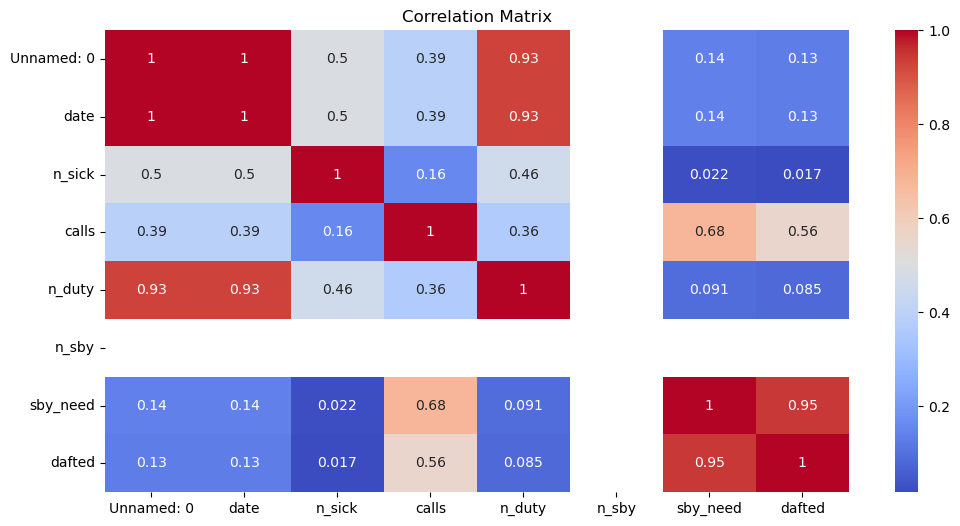 Correlation Matrix
Unnamed: 0 1 1 0.5 0.39 0.93 0.14 0.13
date 1 1 0.5 0.39 0.93 0.14 0.13
n_sick 0.5 0.5 1 0.16 0.46 0.022 0.017
calls 0.39 0.39 0.16 1 0.36 0.68 0.56
n_duty 0.93 0.93 0.46 0.36 1 0.091 0.085
n_sby
sby_need 0.14 0.14 0.022 0.68 0.091 1 0.95
dafted 0.13 0.13 0.017 0.56 0.085 0.95 1
Unnamed: 0 date n_sick calls n_duty n_sby sby_need dafted
1.0
0.8
0.6
0.4
0.2